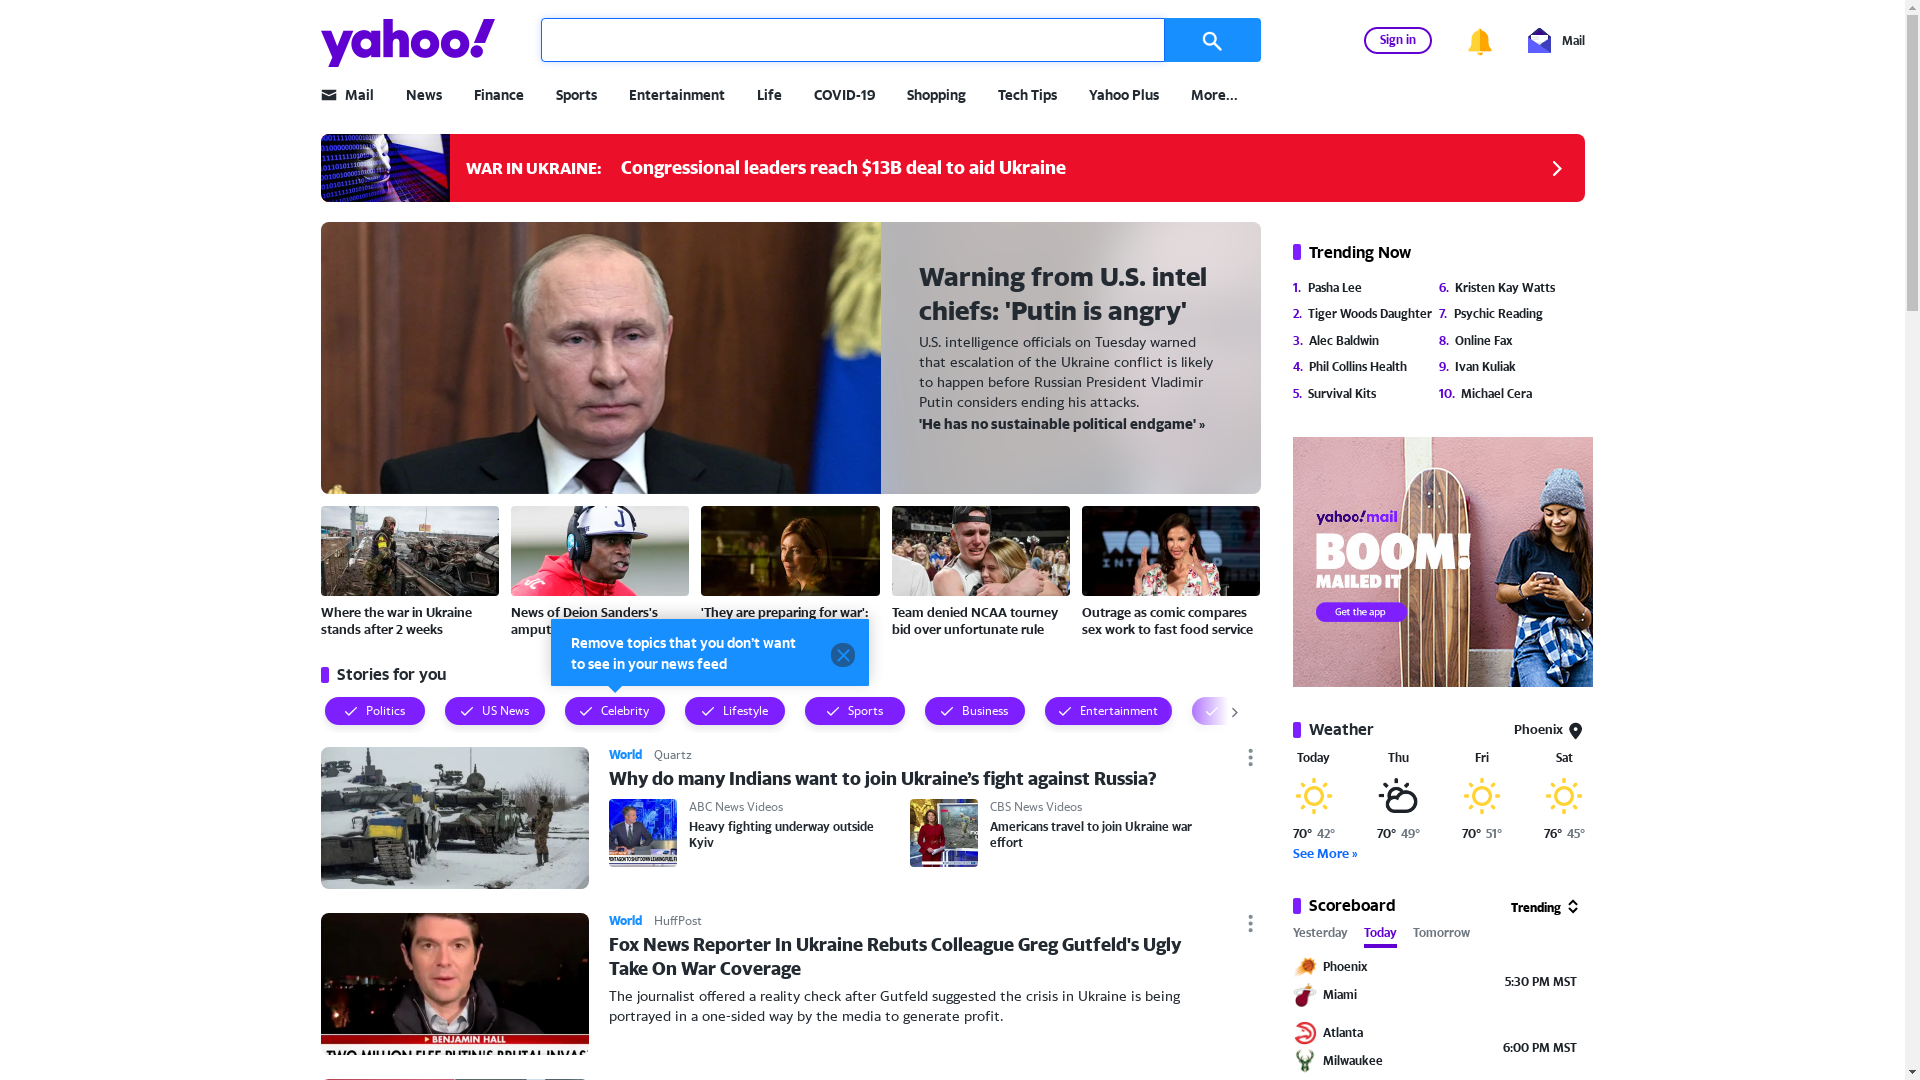 yahoo!
Sign in
Mail
Mail
News
Finance
Sports
Entertainment
Life
COVID-19
Shopping
Tech Tips
Yahoo Plus
More...
WAR IN UKRAINE: Congressional leaders reach $13B deal to aid Ukraine
Warning from U.S. intel
chiefs: 'Putin is angry'
U.S. intelligence officials on Tuesday warned
that escalation of the Ukraine conflict is likely
to happen before Russian President Vladimir
Putin considers ending his attacks.
'He has no sustainable political endgame' »
Where the war in Ukraine
stands after 2 weeks
News of Deion Sanders's
'They are preparing for war':
Team denied NCAA tourney
bid over unfortunate rule
Outrage as comic compares
sex work to fast food service
Remove topics that you don't want
to see in your news feed
Stories for you
Politics
US News
Celebrity
Lifestyle
Sports
Business
Entertainment
World Quartz
Why do many Indians want to join Ukraine’s fight against Russia?
ABC News Videos
Heavy fighting underway outside
Kyiv
CBS News Videos
Americans travel to join Ukraine war
effort
World HuffPost
Fox News Reporter In Ukraine Rebuts Colleague Greg Gutfeld's Ugly
Take On War Coverage
The journalist offered a reality check after Gutfeld suggested the crisis in Ukraine is being
portrayed in a one-sided way by the media to generate profit.
BENJAMIN HALL
Trending Now
1. Pasha Lee
2. Tiger Woods Daughter
3. Alec Baldwin
4. Phil Collins Health
5. Survival Kits
6. Kristen Kay Watts
7. Psychic Reading
8. Online Fax
9. Ivan Kuliak
10. Michael Cera
yahoo!mail
BOOM!
MAILED IT
Get the app
Weather
Phoenix
Today Thu Fri Sat
70° 42° 70° 49° 70° 51° 76° 45°
See More »
Scoreboard
Trending
Yesterday Today Tomorrow
Phoenix
Miami
5:30 PM MST
Atlanta
Milwaukee
6:00 PM MST